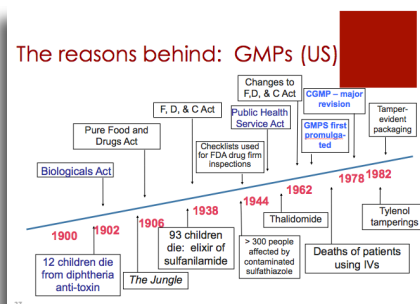 The reasons behind: GMPs (US)
Changes to
F,D, & C Act
CGMP – major
revision
F, D, & C Act
Public Health
Service Act
Tamper-
evident
packaging
Pure Food and
Drugs Act
Checklists used
for FDA drug firm
inspections
GMPS first
promulga-
ted
Biologicals Act
1900
1902
1906
1938
1944
1962
1978
1982
12 children die
from diphtheria
anti-toxin
The Jungle
93 children
die: elixir of
sulfanilamide
> 300 people
affected by
contaminated
sulfathiazole
Thalidomide
Deaths of patients
using IVs
Tylenol
tamperings